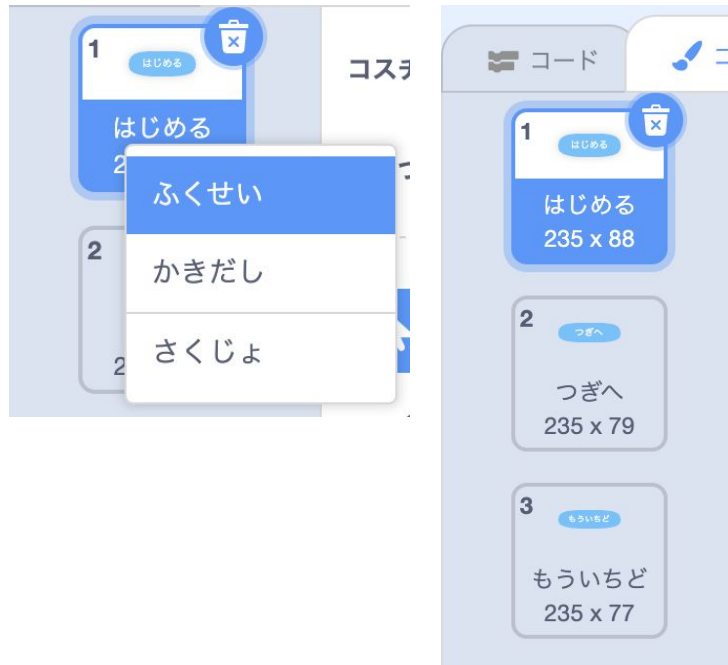 1
はじめる
はじめる
2
ふくせい
かきだし
さくじょ
2
2
コス
コード
1
はじめる
はじめる
235 x 88
2
つぎへ
つぎへ
235 x 79
3
もういちど
もういちど
235 x 77